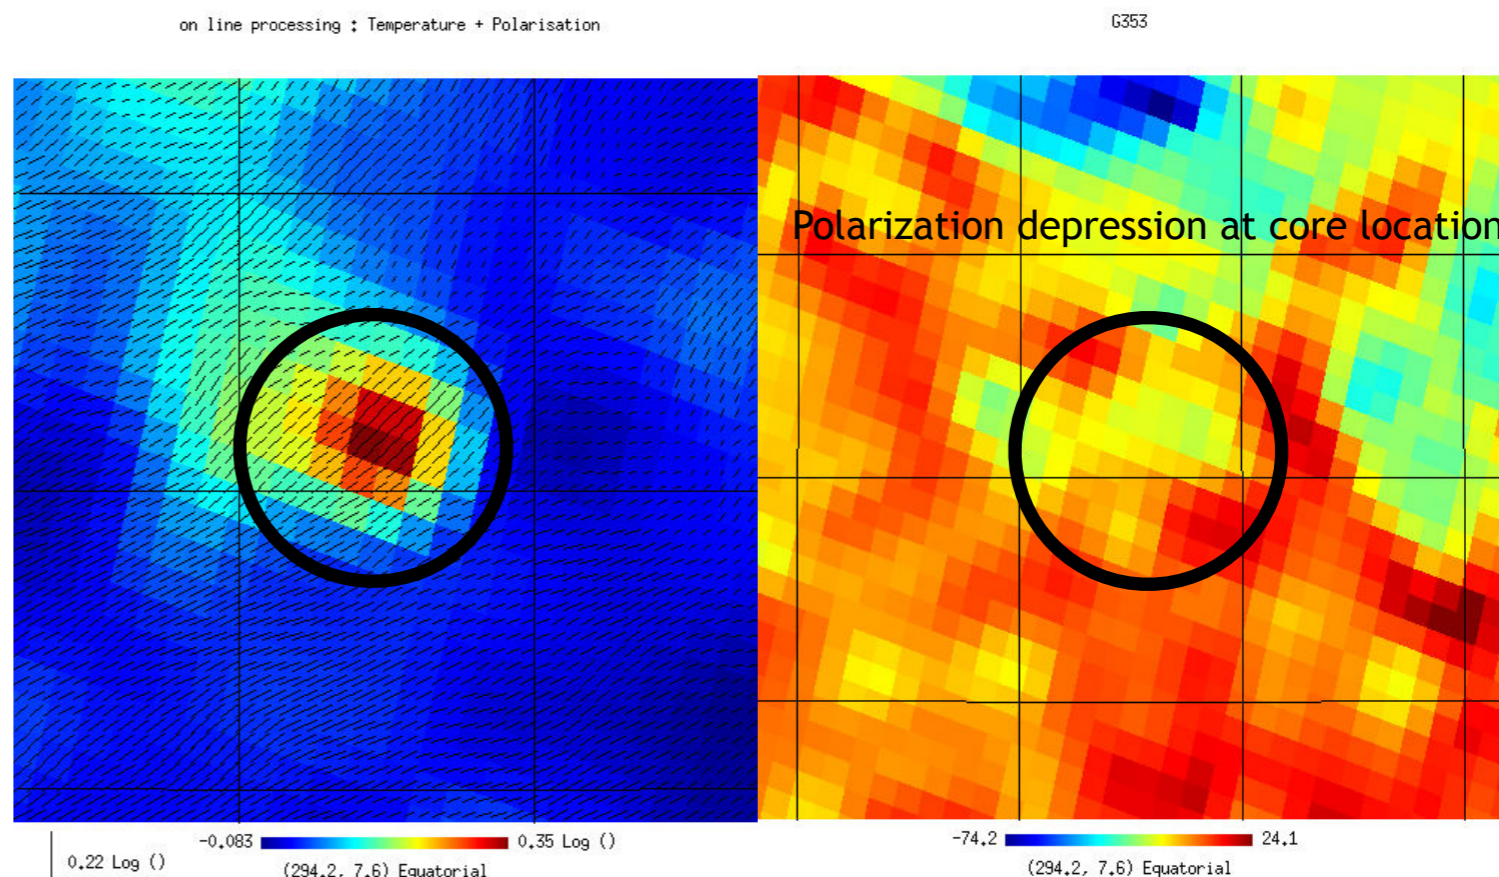 on line processing : Temperature + Polarisation
G353
Polarization depression at core location
-0.083 0.35 Log ()
0.22 Log ()
(294.2, 7.6) Equatorial
-74.2 24.1
(294.2, 7.6) Equatorial